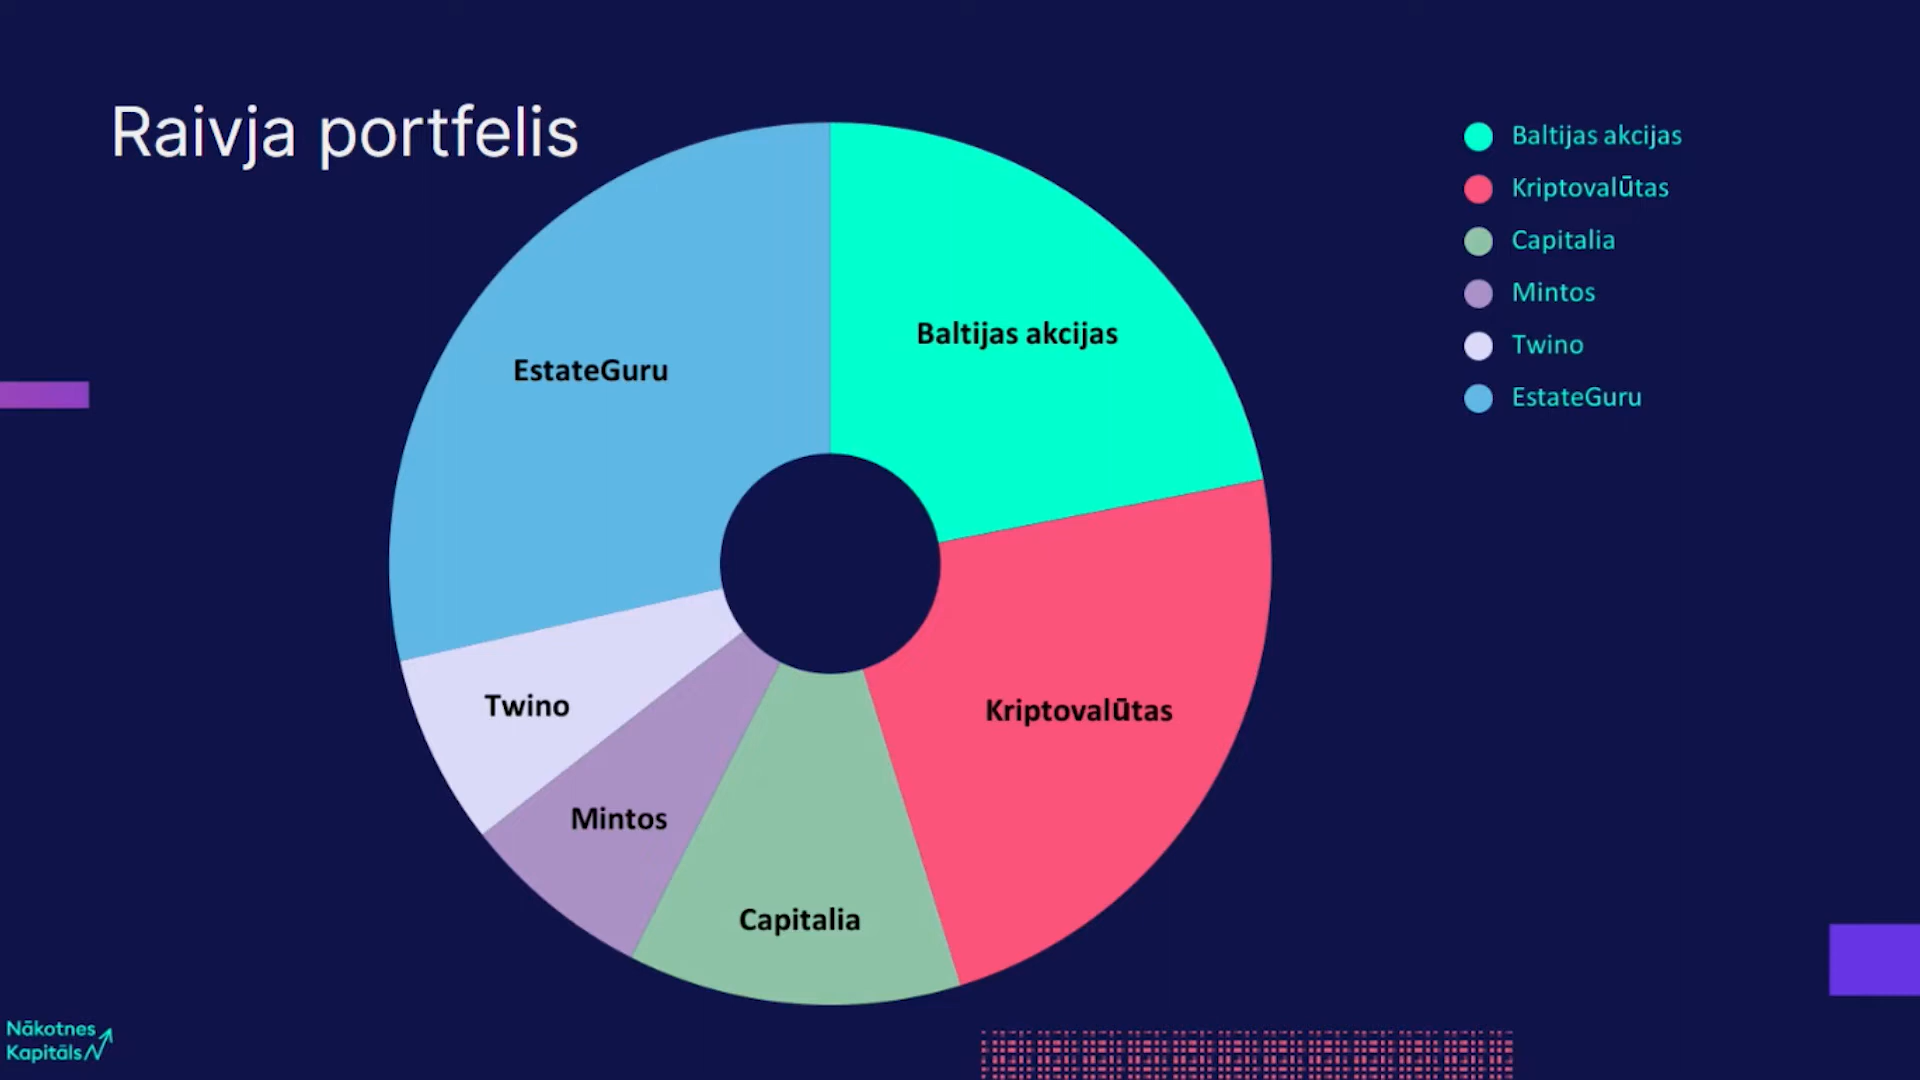 Raivja portfelis
Baltijas akcijas
Kriptovalūtas
Capitalia
Mintos
Twino
EstateGuru
Baltijas akcijas
EstateGuru
Twino
Kriptovalūtas
Mintos
Capitalia
Nākotnes
Kapitāls